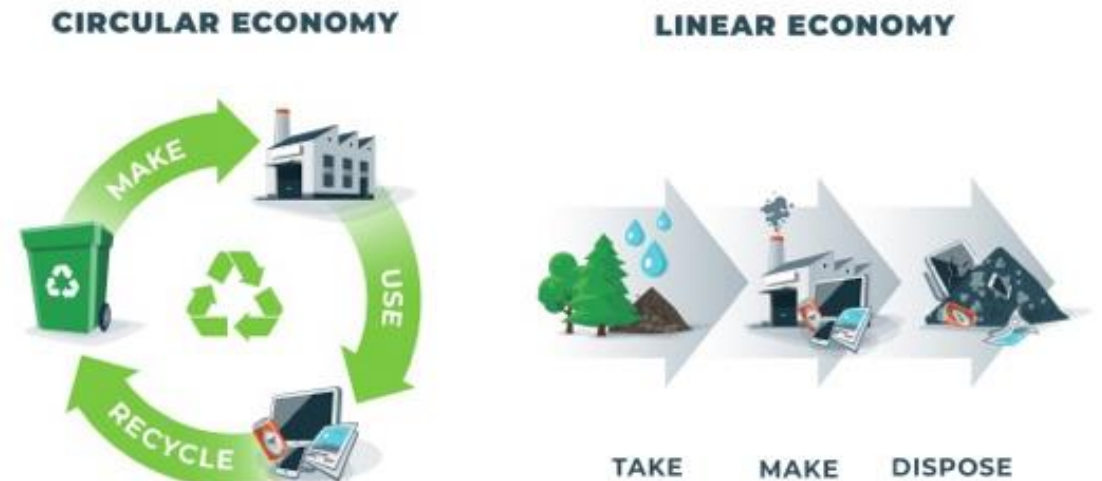 CIRCULAR ECONOMY
MAKE
USE
RECYCLE
LINEAR ECONOMY
TAKE MAKE DISPOSE